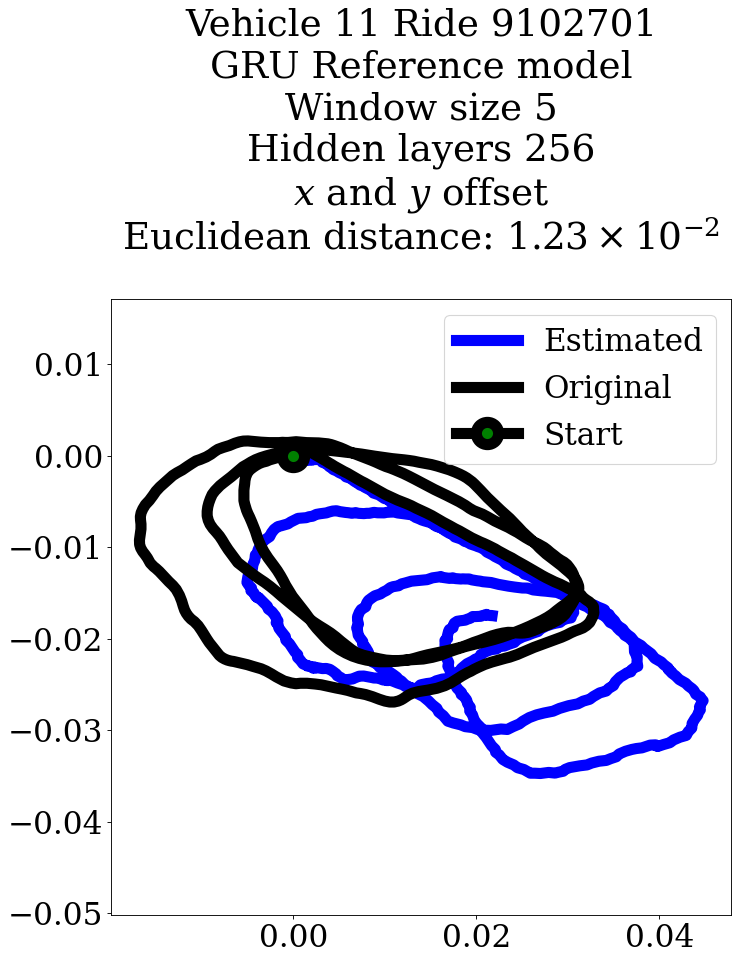 Vehicle 11 Ride 9102701
GRU Reference model
Window size 5
Hidden layers 256
x and y offset
Euclidean distance: 1.23 × 10⁻²
Estimated
Original
Start
0.01
0.00
−0.01
−0.02
−0.03
−0.04
−0.05
0.00 0.02 0.04